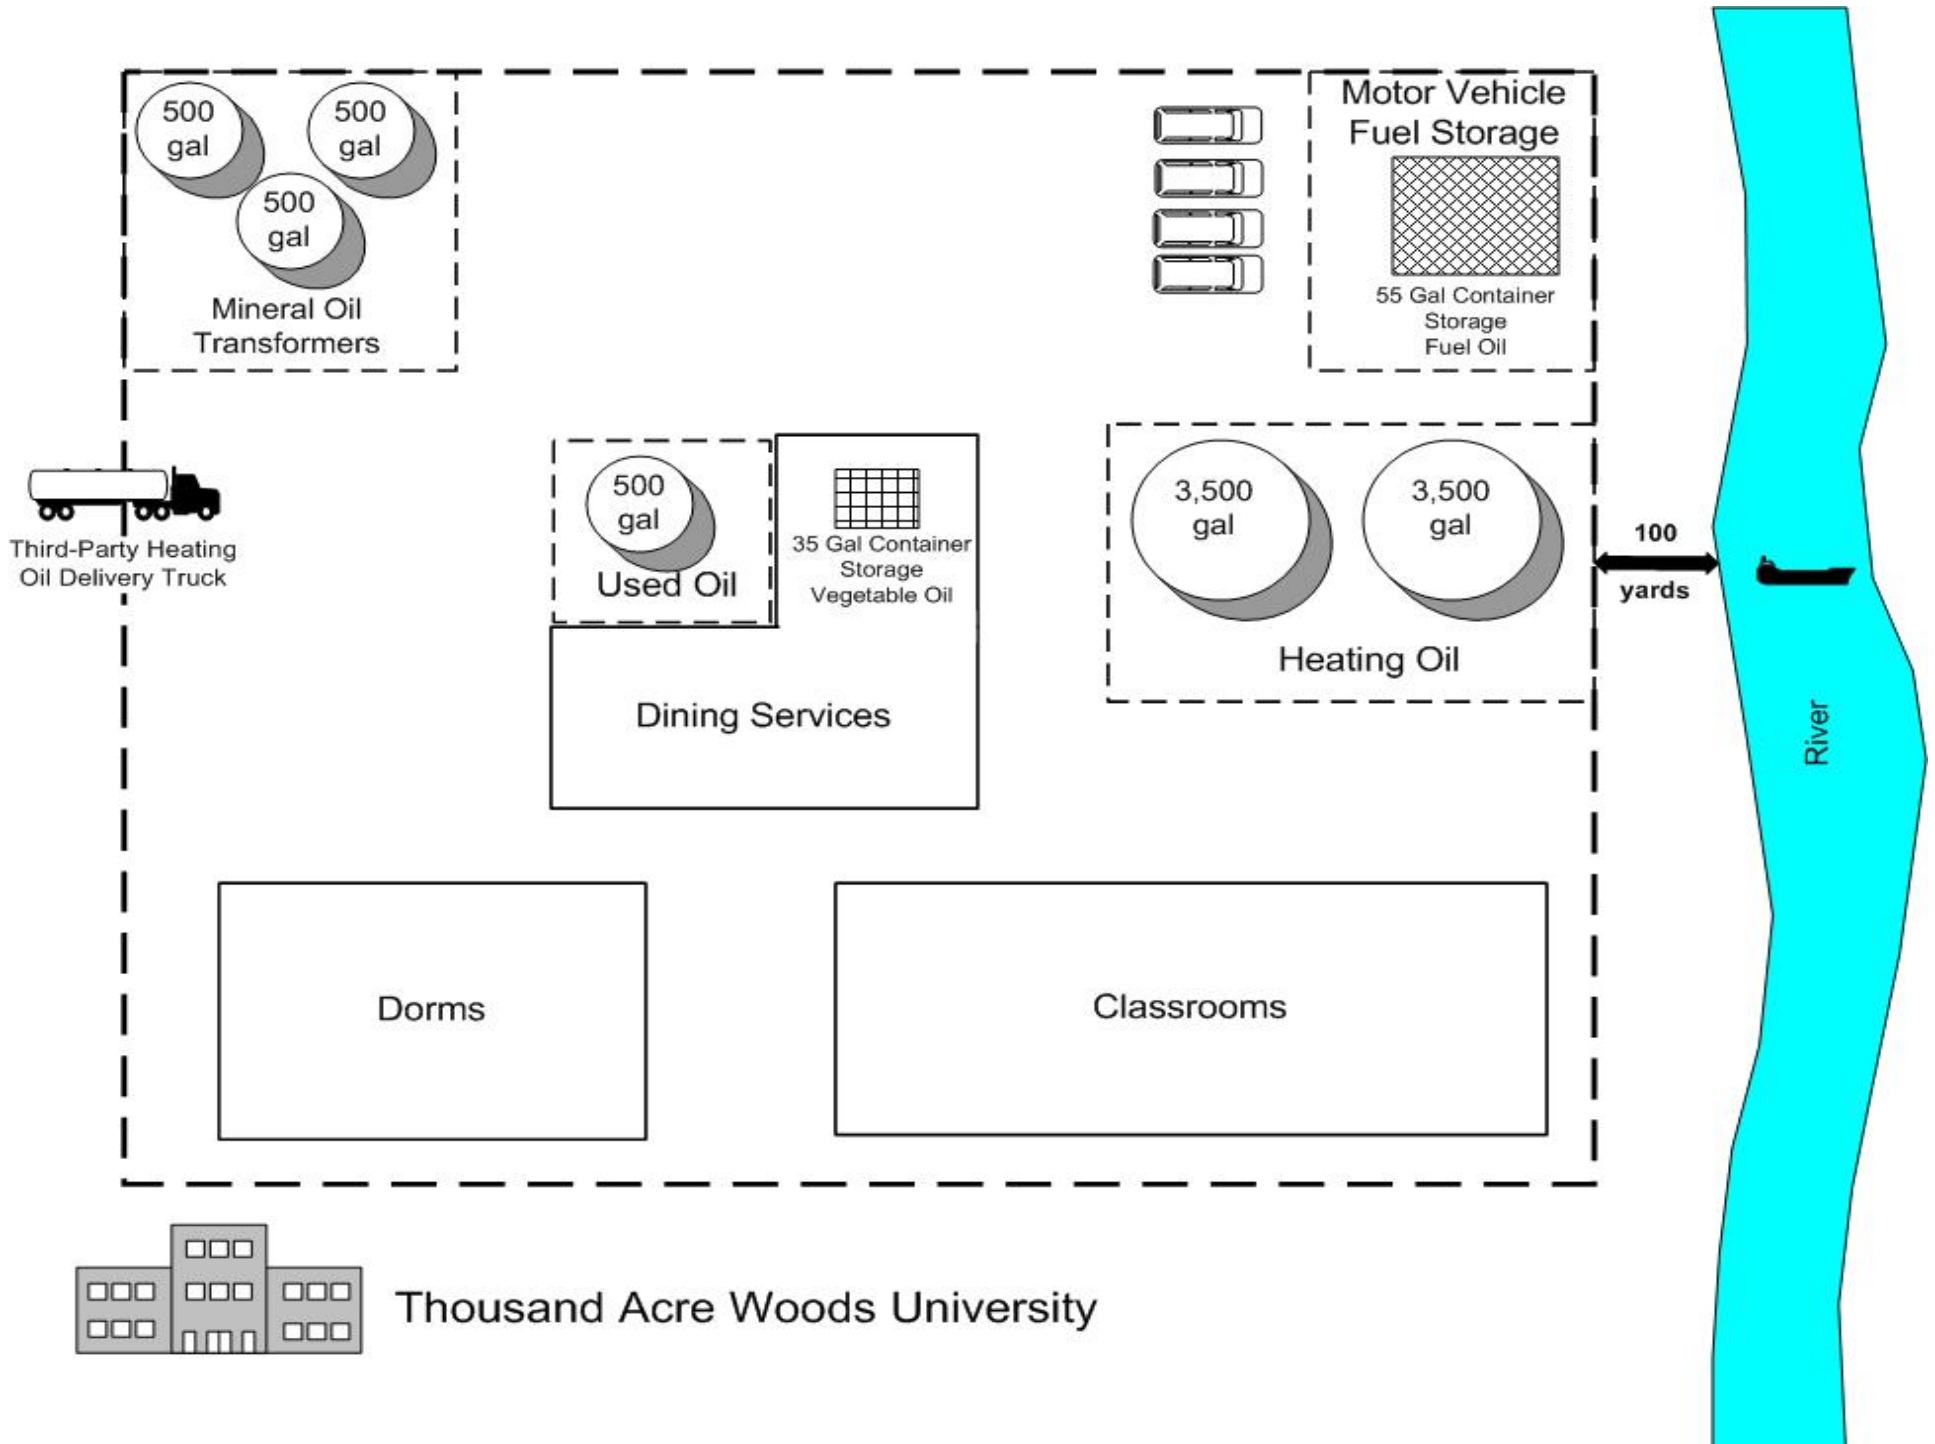 500
gal
500
gal
500
gal
Mineral Oil
Transformers
Motor Vehicle
Fuel Storage
55 Gal Container
Storage
Fuel Oil
Third-Party Heating
Oil Delivery Truck
500
gal
Used Oil
35 Gal Container
Storage
Vegetable Oil
Dining Services
3,500
gal
3,500
gal
Heating Oil
100
yards
River
Dorms
Classrooms
Thousand Acre Woods University